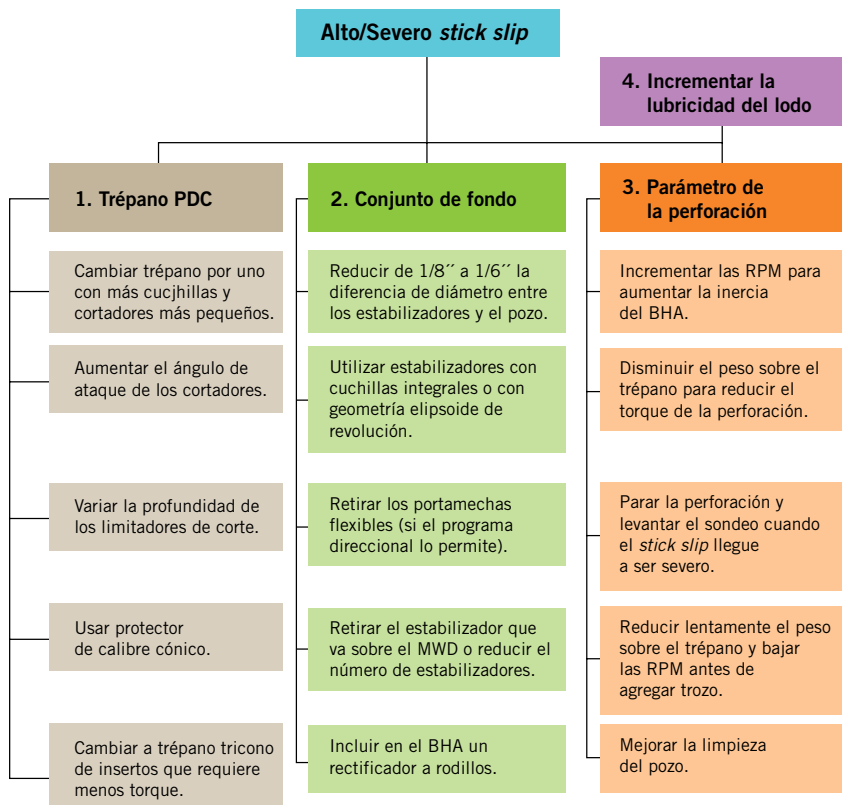 Alto/Severo stick slip
4. Incrementar la
lubricidad del lodo
1. Trépano PDC
Cambiar trépano por uno
con más cucjhillas y
cortadores más pequeños.
Aumentar el ángulo de
ataque de los cortadores.
Variar la profundidad de
los limitadores de corte.
Usar protector
de calibre cónico.
Cambiar a trépano tricono
de insertos que requiere
menos torque.
2. Conjunto de fondo
Reducir de 1/8´´ a 1/6´´ la
diferencia de diámetro entre
los estabilizadores y el pozo.
Utilizar estabilizadores con
cuchillas integrales o con
geometría elipsoide de
revolución.
Retirar los portamechas
flexibles (si el programa
direccional lo permite).
Retirar el estabilizador que
va sobre el MWD o reducir el
número de estabilizadores.
Incluir en el BHA un
rectificador a rodillos.
3. Parámetro de
la perforación
Incrementar las RPM para
aumentar la inercia
del BHA.
Disminuir el peso sobre el
trépano para reducir el
torque de la perforación.
Parar la perforación y
levantar el sondeo cuando
el stick slip llegue
a ser severo.
Reducir lentamente el peso
sobre el trépano y bajar
las RPM antes de
agregar trozo.
Mejorar la limpieza
del pozo.